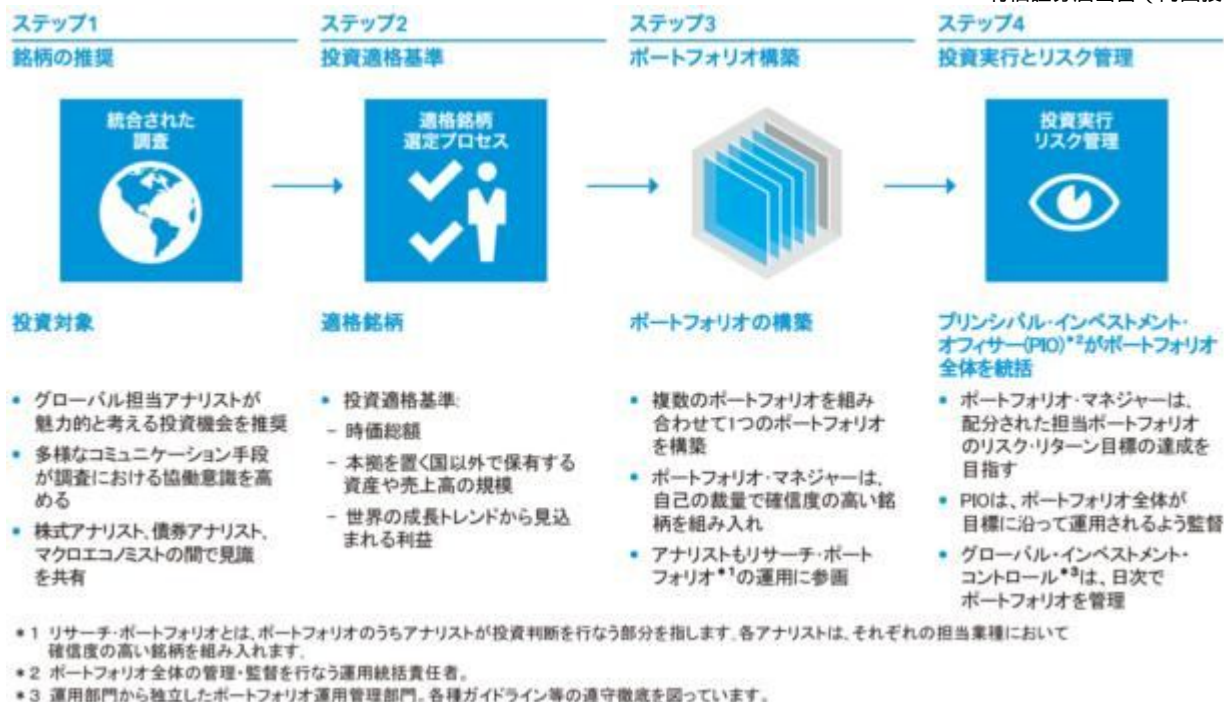 ステップ1
銘柄の推奨
統合された
調査
投資対象
• グローバル担当アナリストが
魅力的と考える投資機会を推奨
• 多様なコミュニケーション手段
が調査における協働意識を高
める
• 株式アナリスト、債券アナリスト、
マクロエコノミストの間で見識
を共有
ステップ2
投資適格基準
適格銘柄
選定プロセス
適格銘柄
• 投資適格基準:
− 時価総額
− 本拠を置く国以外で保有する
資産や売上高の規模
− 世界の成長トレンドから見込
まれる利益
ステップ3
ポートフォリオ構築
ポートフォリオの構築
• 複数のポートフォリオを組み
合わせて1つのポートフォリオ
を構築
• ポートフォリオ・マネジャーは、
自己の裁量で確信度の高い銘
柄を組み入れ
• アナリストもリサーチ・ポート
フォリオ*1の運用に参画
ステップ4
投資実行とリスク管理
投資実行
リスク管理
プリンシパル・インベストメント・
オフィサー(PIO)*2がポートフォリオ
全体を統括
• ポートフォリオ・マネジャーは、
配分された担当ポートフォリオ
のリスク・リターン目標の達成を
目指す
• PIOは、ポートフォリオ全体が
目標に沿って運用されるよう監督
• グローバル・インベストメント・
コントロール*3は、日次で
ポートフォリオを管理
*1 リサーチ・ポートフォリオとは、ポートフォリオのうちアナリストが投資判断を行なう部分を指します。各アナリストは、それぞれの担当業種において
確信度の高い銘柄を組み入れます。
*2 ポートフォリオ全体の管理・監督を行なう運用統括責任者。
*3 運用部門から独立したポートフォリオ運用管理部門。各種ガイドライン等の遵守徹底を図っています。